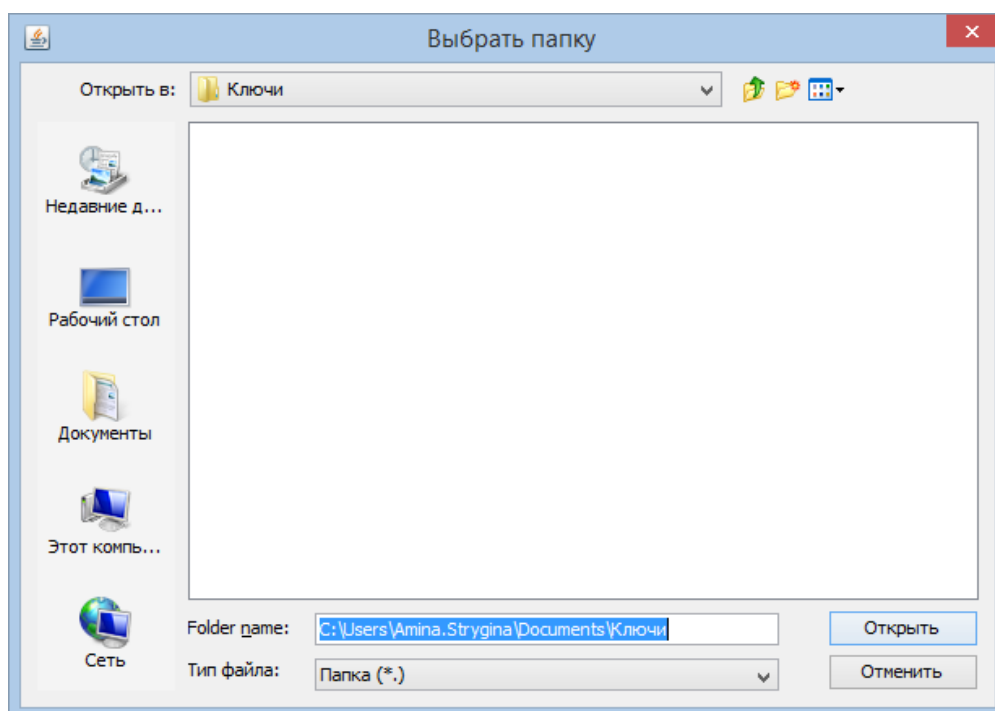 Выбрать папку
Открыть в:
Ключи
Недавние д...
Рабочий стол
Документы
Этот компь...
Сеть
Folder name:
C:\Users\Amina.Strygina\Documents\Ключи
Открыть
Тип файла:
Папка (*.)
Отменить